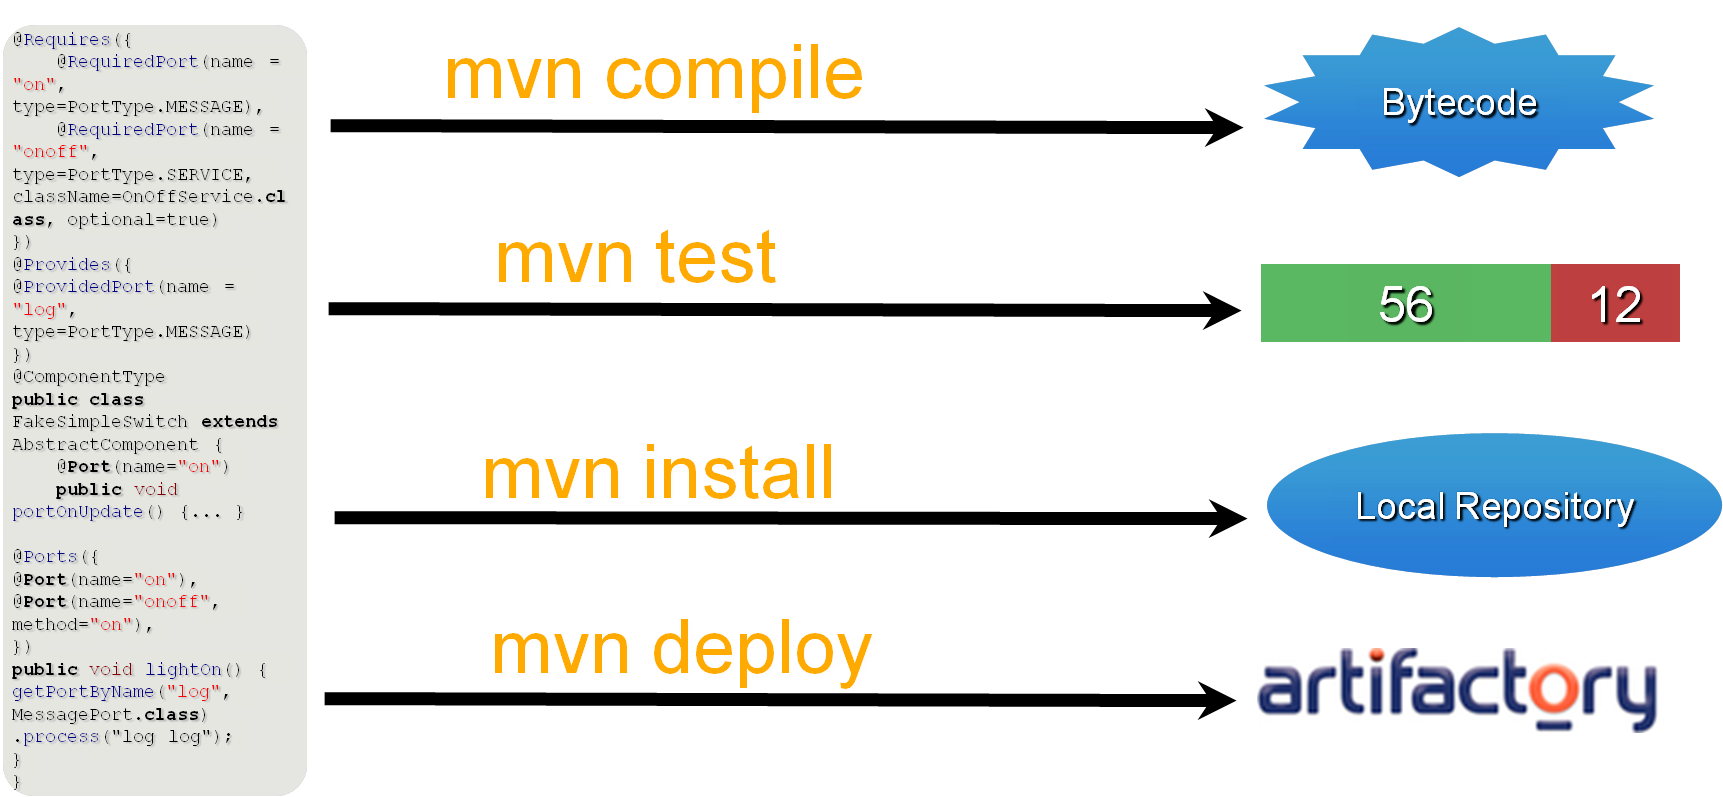 @Requires({
@RequiredPort(name =
"on",
type=PortType.MESSAGE),
@RequiredPort(name =
"onoff",
type=PortType.SERVICE,
className=OnOffService.cl
ass, optional=true)
})
@Provides({
@ProvidedPort(name =
"log",
type=PortType.MESSAGE)
})
@ComponentType
public class
FakeSimpleSwitch extends
AbstractComponent {
@Port(name="on")
public void
portOnUpdate() {... }
@Ports({
@Port(name="on"),
@Port(name="onoff",
method="on"),
})
public void lightOn() {
getPortByName("log",
MessagePort.class)
.process("log log");
}
}
mvn compile
Bytecode
mvn test
56 12
mvn install
Local Repository
mvn deploy
artifactory